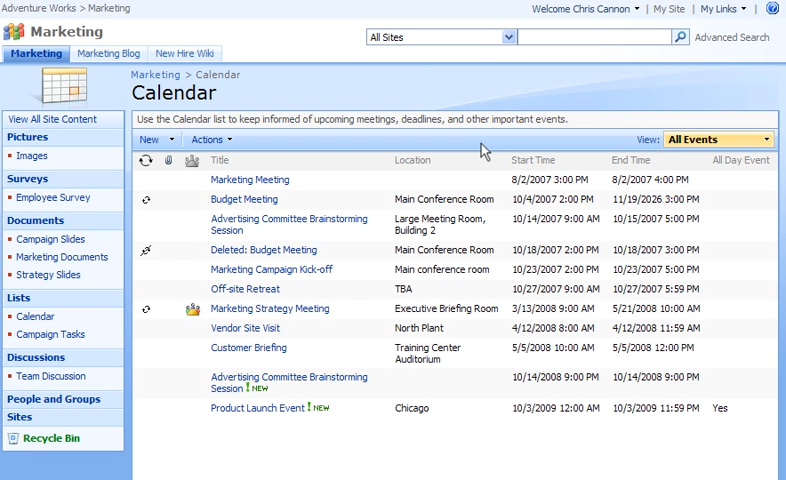 Adventure Works > Marketing
Welcome Chris Cannon | My Site | My Links
Marketing
All Sites
Advanced Search
Marketing Marketing Blog New Hire Wiki
Marketing > Calendar
Calendar
View All Site Content
Pictures
Images
Surveys
Employee Survey
Documents
Campaign Slides
Marketing Documents
Strategy Slides
Lists
Calendar
Campaign Tasks
Discussions
Team Discussion
People and Groups
Sites
Recycle Bin
Use the Calendar list to keep informed of upcoming meetings, deadlines, and other important events.
New Actions View: All Events
Title Location Start Time End Time All Day Event
Marketing Meeting 8/2/2007 3:00 PM 8/2/2007 4:00 PM
Budget Meeting Main Conference Room 10/4/2007 2:00 PM 11/19/2026 3:00 PM
Advertising Committee Brainstorming Large Meeting Room, 10/14/2007 9:00 AM 10/15/2007 5:00 PM
Session Building 2
Deleted: Budget Meeting Main Conference Room 10/18/2007 2:00 PM 10/18/2007 3:00 PM
Marketing Campaign Kick-off Main conference room 10/23/2007 2:00 PM 10/23/2007 5:00 PM
Off-site Retreat TBA 10/27/2007 9:00 AM 10/27/2007 5:59 PM
Marketing Strategy Meeting Executive Briefing Room 3/13/2008 9:00 AM 5/21/2008 10:00 AM
Vendor Site Visit North Plant 4/12/2008 8:00 AM 4/12/2008 11:59 AM
Customer Briefing Training Center 5/5/2008 10:00 AM 5/5/2008 12:00 PM
Auditorium
Advertising Committee Brainstorming 10/14/2008 9:00 PM 10/14/2008 9:00 PM
Session ! NEW
Product Launch Event ! NEW Chicago 10/3/2009 12:00 AM 10/3/2009 11:59 PM Yes